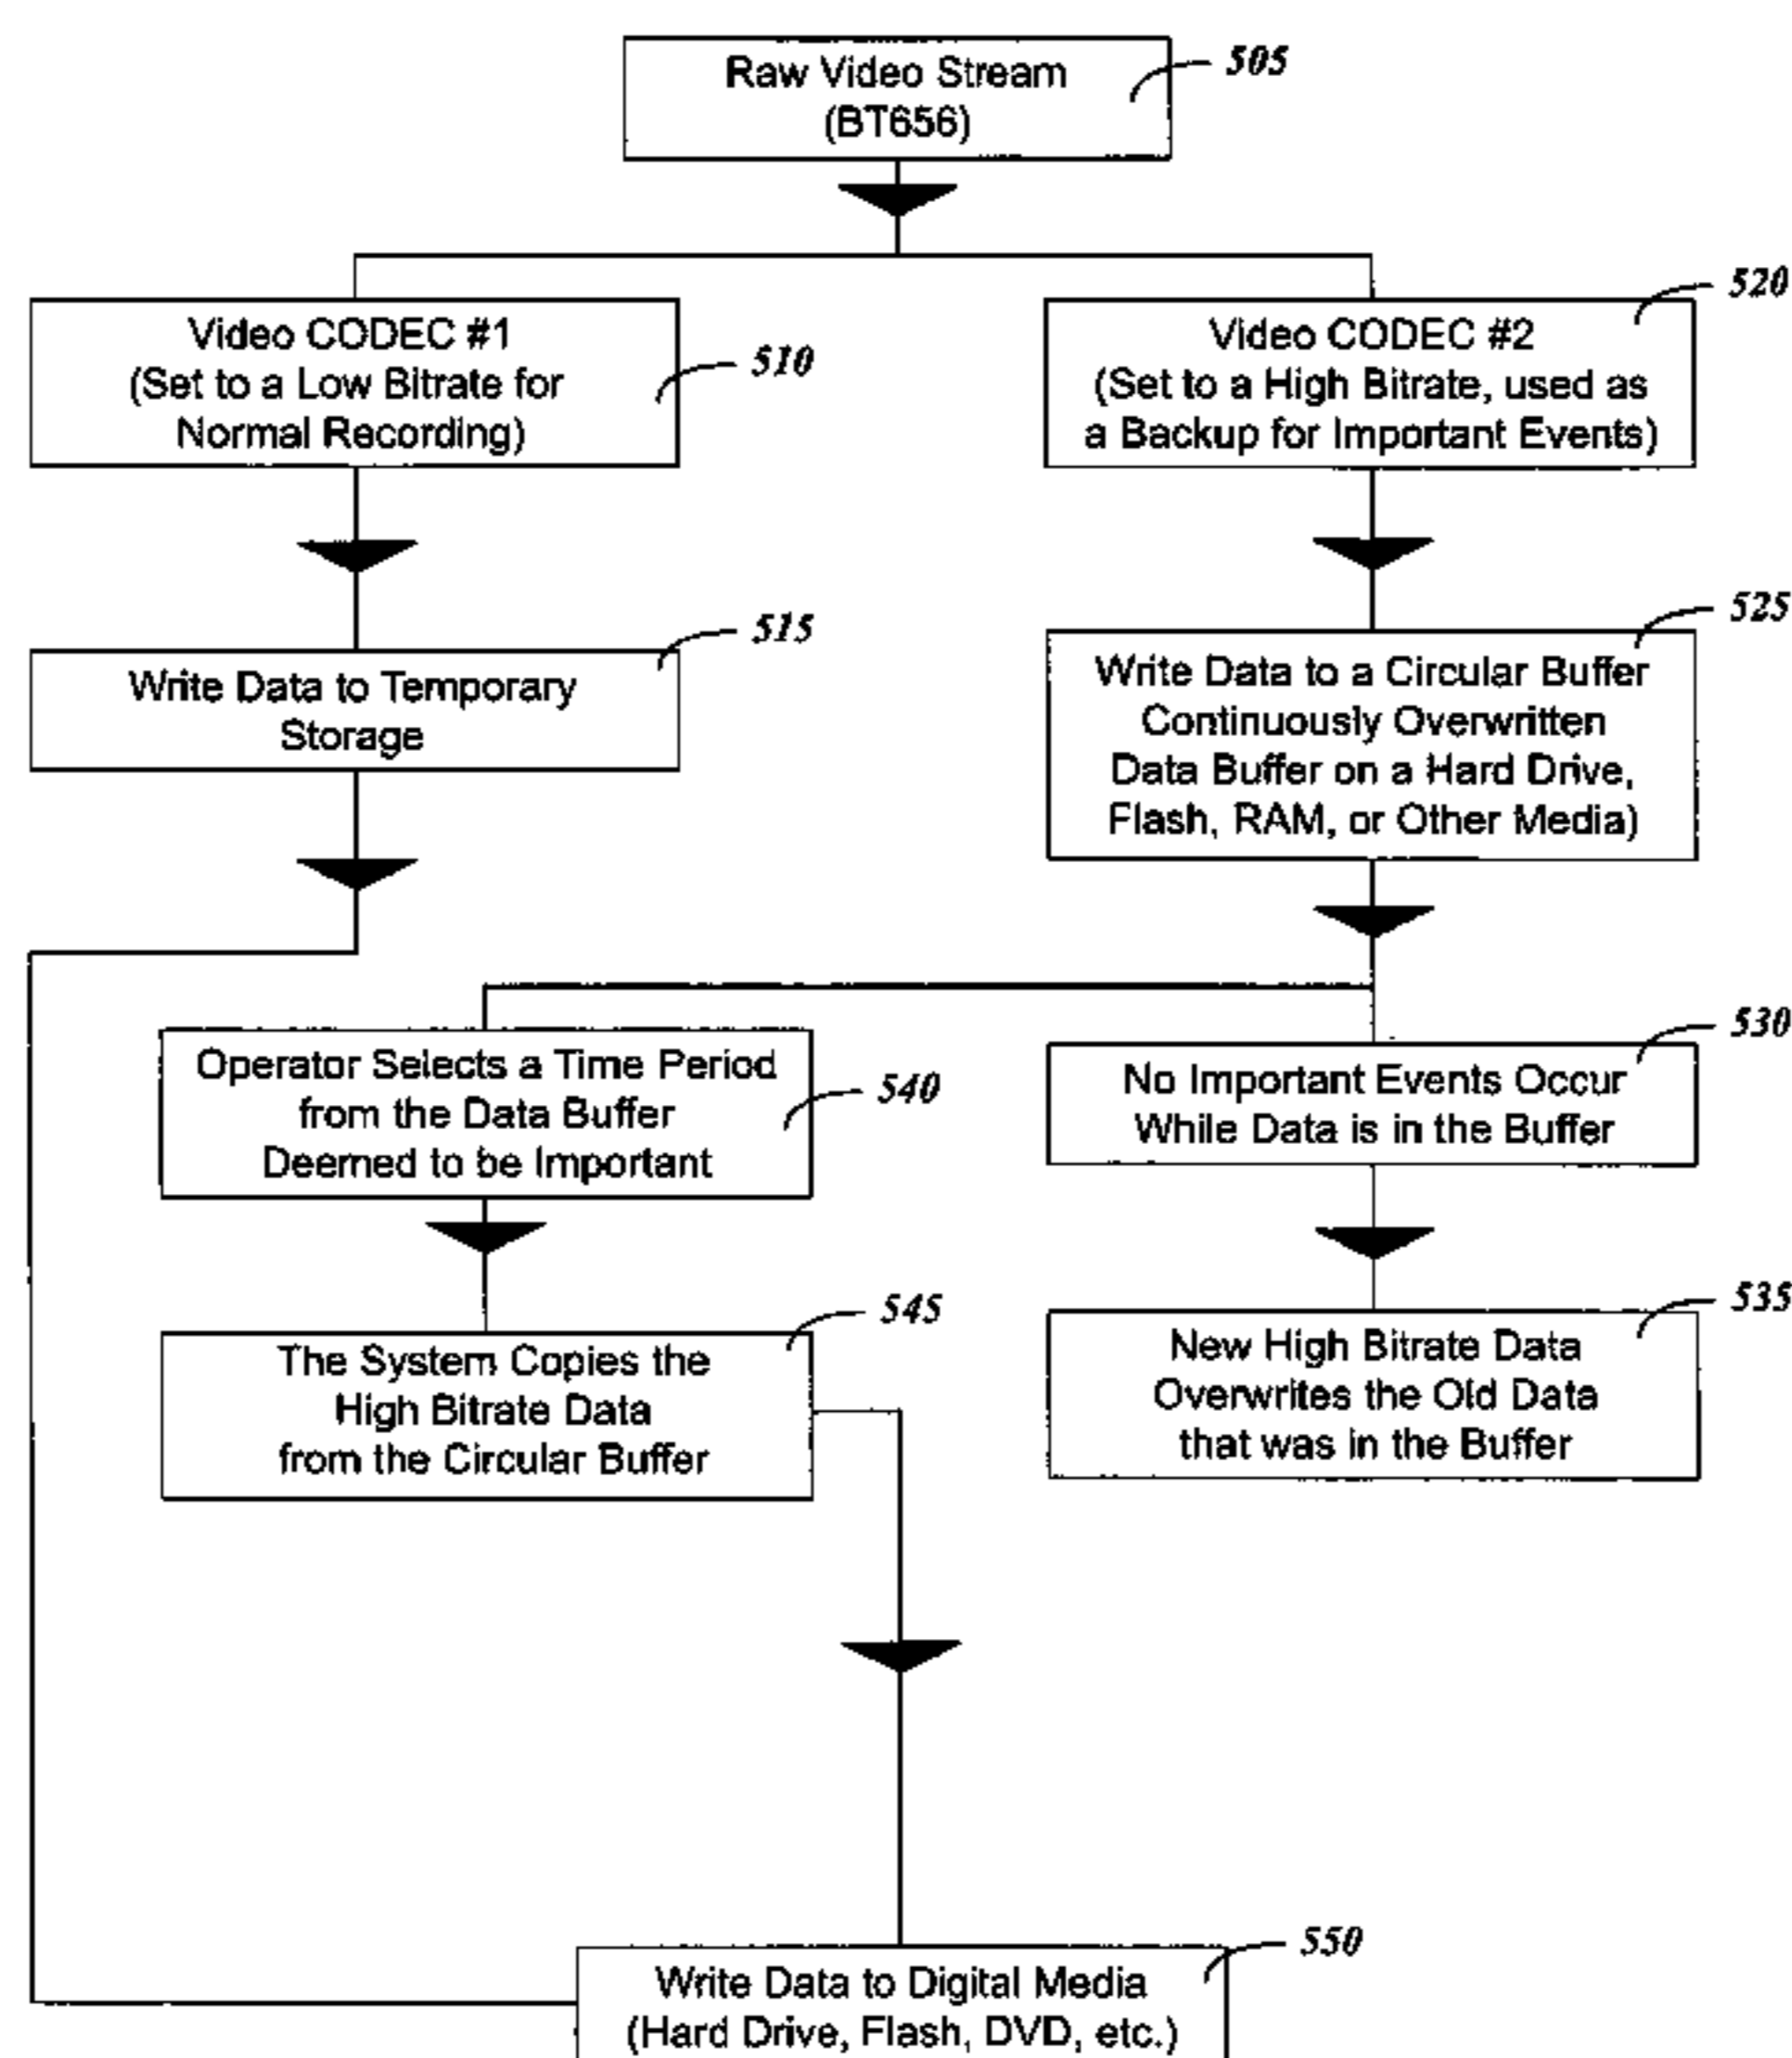 Raw Video Stream
(BT656)
505
Video CODEC #1
(Set to a Low Bitrate for
Normal Recording)
510
Video CODEC #2
(Set to a High Bitrate, used as
a Backup for Important Events)
520
Write Data to Temporary
Storage
515
Write Data to a Circular Buffer
Continuously Overwritten
Data Buffer on a Hard Drive,
Flash, RAM, or Other Media)
525
Operator Selects a Time Period
from the Data Buffer
Deemed to be Important
540
No Important Events Occur
While Data is in the Buffer
530
The System Copies the
High Bitrate Data
from the Circular Buffer
545
New High Bitrate Data
Overwrites the Old Data
that was in the Buffer
535
Write Data to Digital Media
(Hard Drive, Flash, DVD, etc.)
550